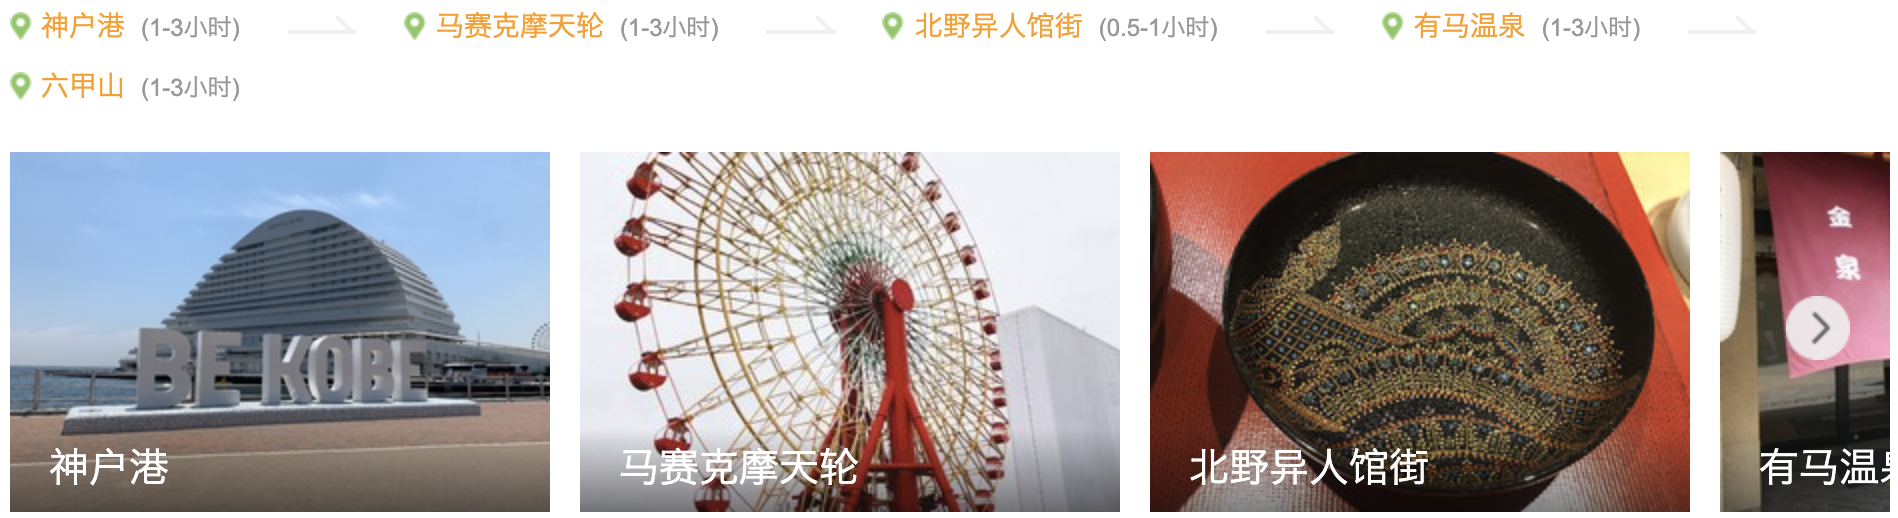 神户港 (1-3小时)
马赛克摩天轮 (1-3小时)
北野异人馆街 (0.5-1小时)
有马温泉 (1-3小时)
六甲山 (1-3小时)
BE KOBE
神户港
马赛克摩天轮
北野异人馆街
金
泉
有马温泉